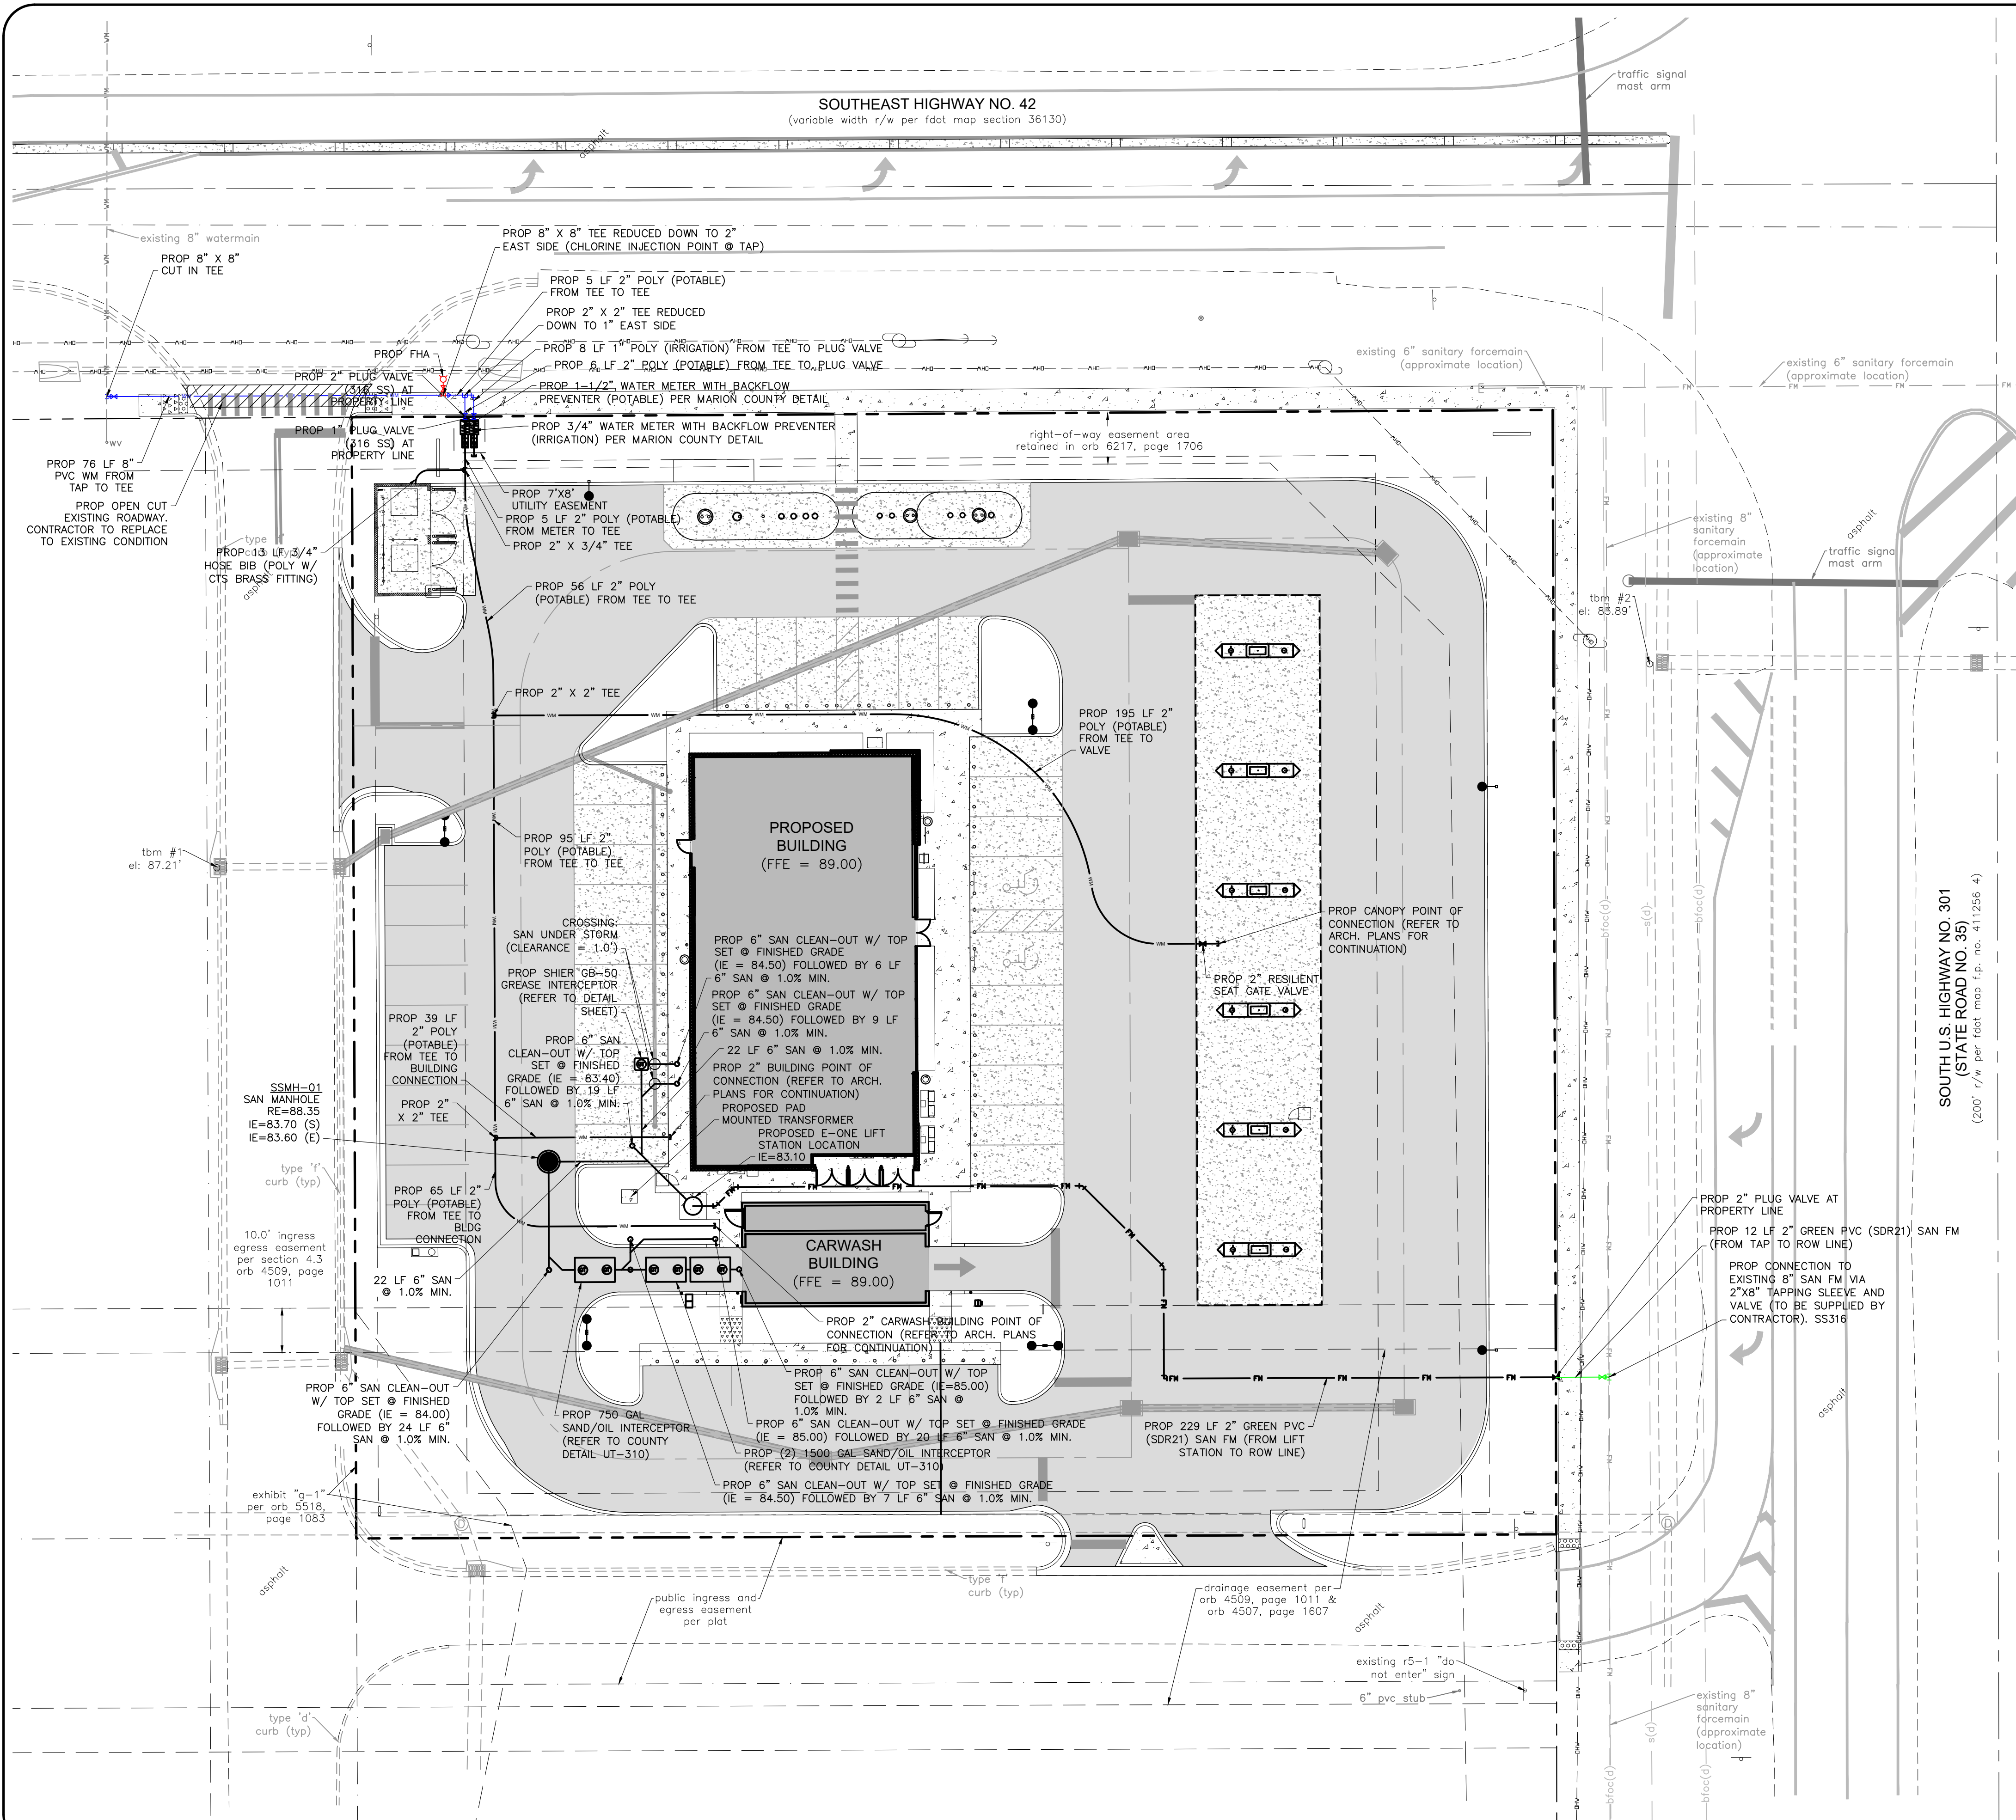 SOUTHEAST HIGHWAY NO. 42
(variable width r/w per fdot map section 36130)
traffic signal
mast arm
asphalt
existing 8" watermain
PROP 8" X 8"
CUT IN TEE
PROP 8" X 8" TEE REDUCED DOWN TO 2"
EAST SIDE (CHLORINE INJECTION POINT @ TAP)
PROP 5 LF 2" POLY (POTABLE)
FROM TEE TO TEE
PROP 2" X 2" TEE REDUCED
DOWN TO 1" EAST SIDE
PROP 8 LF 1" POLY (IRRIGATION) FROM TEE TO PLUG VALVE
PROP 6 LF 2" POLY (POTABLE) FROM TEE TO PLUG VALVE
PROP 1-1/2" WATER METER WITH BACKFLOW
PREVENTER (POTABLE) PER MARION COUNTY DETAIL
PROP 3/4" WATER METER WITH BACKFLOW PREVENTER
(IRRIGATION) PER MARION COUNTY DETAIL
PROP FHA
PROP 2" PLUG VALVE
(316 SS) AT
PROPERTY LINE
PROP 1" PLUG VALVE
(316 SS) AT
PROPERTY LINE
WV
PROP 76 LF 8"
PVC WM FROM
TAP TO TEE
PROP OPEN CUT
EXISTING ROADWAY.
CONTRACTOR TO REPLACE
TO EXISTING CONDITION
type
PROP 13 LF 3/4"
HOSE BIB (POLY W/
CTS BRASS FITTING)
asphalt
PROP 7'X8'
UTILITY EASEMENT
PROP 5 LF 2" POLY (POTABLE)
FROM METER TO TEE
PROP 2" X 3/4" TEE
PROP 56 LF 2" POLY
(POTABLE) FROM TEE TO TEE
right-of-way easement area
retained in orb 6217, page 1706
existing 6" sanitary forcemain
(approximate location)
existing 6" sanitary forcemain
(approximate location)
existing 8"
sanitary
forcemain
(approximate
location)
asphalt
traffic signa
mast arm
tbm #2
el: 83.89'
PROP 2" X 2" TEE
PROP 195 LF 2"
POLY (POTABLE)
FROM TEE TO
VALVE
PROPOSED
BUILDING
(FFE = 89.00)
tbm #1
el: 87.21'
PROP 95 LF 2"
POLY (POTABLE)
FROM TEE TO TEE
CROSSING:
SAN UNDER STORM
(CLEARANCE = 1.0')
PROP SHIER GB-50
GREASE INTERCEPTOR
(REFER TO DETAIL
SHEET)
PROP 6" SAN CLEAN-OUT W/ TOP
SET @ FINISHED GRADE
(IE = 84.50) FOLLOWED BY 6 LF
6" SAN @ 1.0% MIN.
PROP 6" SAN CLEAN-OUT W/ TOP
SET @ FINISHED GRADE
(IE = 84.50) FOLLOWED BY 9 LF
6" SAN @ 1.0% MIN.
22 LF 6" SAN @ 1.0% MIN.
PROP 2" BUILDING POINT OF
CONNECTION (REFER TO ARCH.
PLANS FOR CONTINUATION)
PROPOSED PAD
MOUNTED TRANSFORMER
PROPOSED E-ONE LIFT
STATION LOCATION
IE=83.10
PROP CANOPY POINT OF
CONNECTION (REFER TO
ARCH. PLANS FOR
CONTINUATION)
PROP 2" RESILIENT
SEAT GATE VALVE
PROP 39 LF
2" POLY
(POTABLE)
FROM TEE TO
BUILDING
CONNECTION
PROP 6" SAN
CLEAN-OUT W/ TOP
SET @ FINISHED
GRADE (IE = 83.40)
FOLLOWED BY 19 LF
6" SAN @ 1.0% MIN.
SSMH-01
SAN MANHOLE
RE=88.35
IE=83.70 (S)
IE=83.60 (E)
PROP 2"
X 2" TEE
type 'f'
curb (typ)
PROP 65 LF 2"
POLY (POTABLE)
FROM TEE TO
BLDG
CONNECTION
10.0' ingress
egress easement
per section 4.3
orb 4509, page
1011
22 LF 6" SAN
@ 1.0% MIN.
CARWASH
BUILDING
(FFE = 89.00)
PROP 2" CARWASH BUILDING POINT OF
CONNECTION (REFER TO ARCH. PLANS
FOR CONTINUATION)
PROP 6" SAN CLEAN-OUT W/ TOP
SET @ FINISHED GRADE (IE=85.00)
FOLLOWED BY 2 LF 6" SAN @
1.0% MIN.
PROP 6" SAN CLEAN-OUT W/ TOP SET @ FINISHED GRADE
(IE = 85.00) FOLLOWED BY 20 LF 6" SAN @ 1.0% MIN.
PROP (2) 1500 GAL SAND/OIL INTERCEPTOR
(REFER TO COUNTY DETAIL UT-310)
PROP 6" SAN CLEAN-OUT W/ TOP SET @ FINISHED GRADE
(IE = 84.50) FOLLOWED BY 7 LF 6" SAN @ 1.0% MIN.
PROP 6" SAN CLEAN-OUT
W/ TOP SET @ FINISHED
GRADE (IE = 84.00)
FOLLOWED BY 24 LF 6"
SAN @ 1.0% MIN.
PROP 750 GAL
SAND/OIL INTERCEPTOR
(REFER TO COUNTY
DETAIL UT-310)
PROP 229 LF 2" GREEN PVC
(SDR21) SAN FM (FROM LIFT
STATION TO ROW LINE)
PROP 2" PLUG VALVE AT
PROPERTY LINE
PROP 12 LF 2" GREEN PVC (SDR21) SAN FM
(FROM TAP TO ROW LINE)
PROP CONNECTION TO
EXISTING 8" SAN FM VIA
2"X8" TAPPING SLEEVE AND
VALVE (TO BE SUPPLIED BY
CONTRACTOR). SS316
SOUTH U.S. HIGHWAY NO. 301
(STATE ROAD NO. 35)
(200' r/w per fdot map f.p. no. 411256 4)
bfoc(d)
s(d)
bfoc(d)
asphalt
exhibit "g-1"
per orb 5518,
page 1083
asphalt
public ingress and
egress easement
per plat
type 'f'
curb (typ)
drainage easement per
orb 4509, page 1011 &
orb 4507, page 1607
asphalt
existing r5-1 "do
not enter" sign
6" pvc stub
type 'd'
curb (typ)
existing 8"
sanitary
forcemain
(approximate
location)
bfoc(d)
s(d)
bfoc(d)